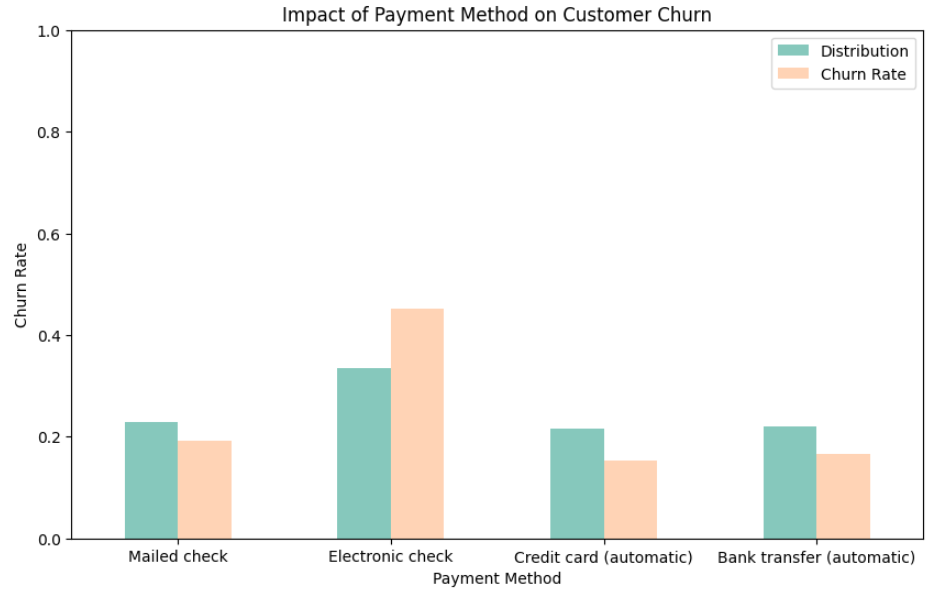 Impact of Payment Method on Customer Churn
Distribution
Churn Rate
Churn Rate
1.0
0.8
0.6
0.4
0.2
0.0
Mailed check
Electronic check
Credit card (automatic)
Bank transfer (automatic)
Payment Method